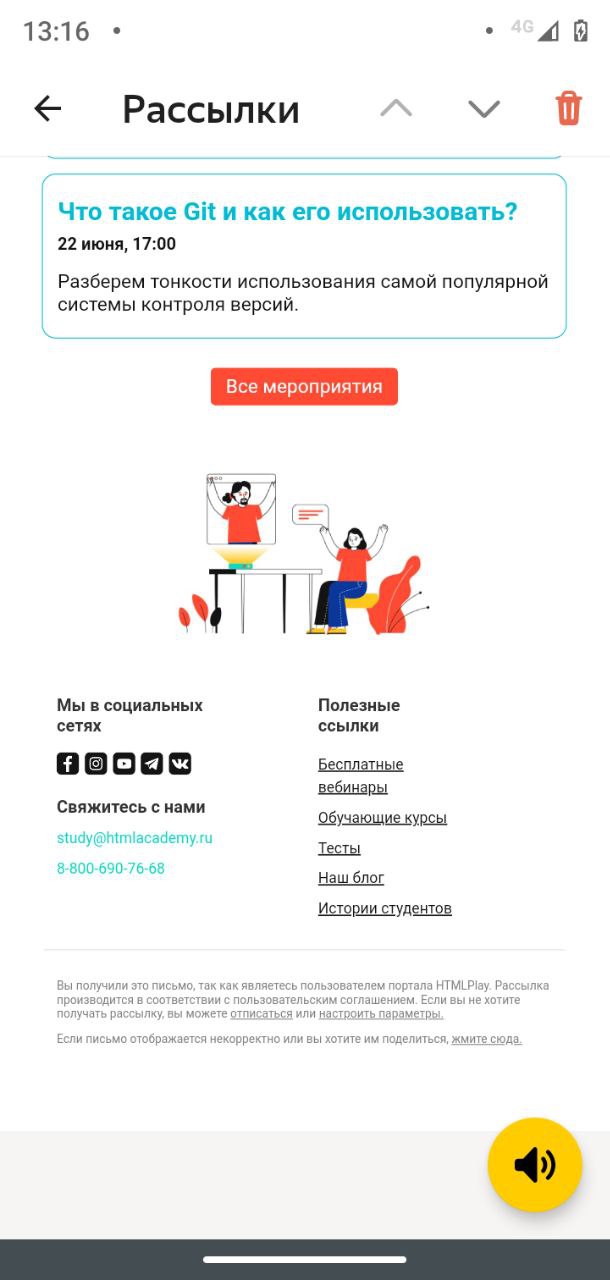 13:16
4G
Рассылки
Что такое Git и как его использовать?
22 июня, 17:00
Разберем тонкости использования самой популярной
системы контроля версий.
Все мероприятия
Мы в социальных
сетях
Свяжитесь с нами
study@htmlacademy.ru
8-800-690-76-68
Полезные
ссылки
Бесплатные
вебинары
Обучающие курсы
Тесты
Наш блог
Истории студентов
Вы получили это письмо, так как являетесь пользователем портала HTMLPlay. Рассылка
производится в соответствии с пользовательским соглашением. Если вы не хотите
получать рассылку, вы можете отписаться или настроить параметры.
Если письмо отображается некорректно или вы хотите им поделиться, жмите сюда.